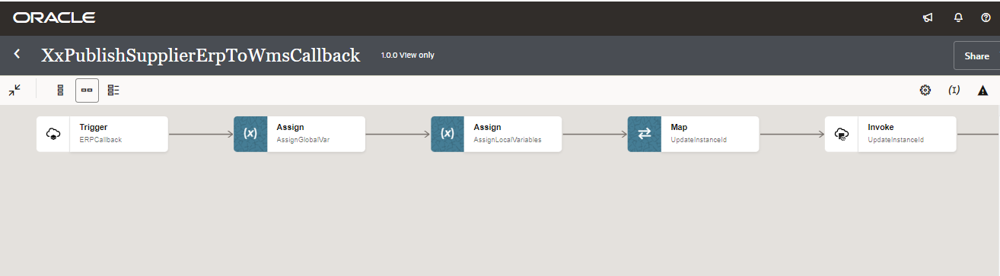 ORACLE
XxPublishSupplierErpToWmsCallback
1.0.0 View only
Share
(I)
Trigger
ERPCallback
(x)
Assign
AssignGlobalVar
(x)
Assign
AssignLocalVariables
Map
UpdateInstanceId
Invoke
UpdateInstanceId